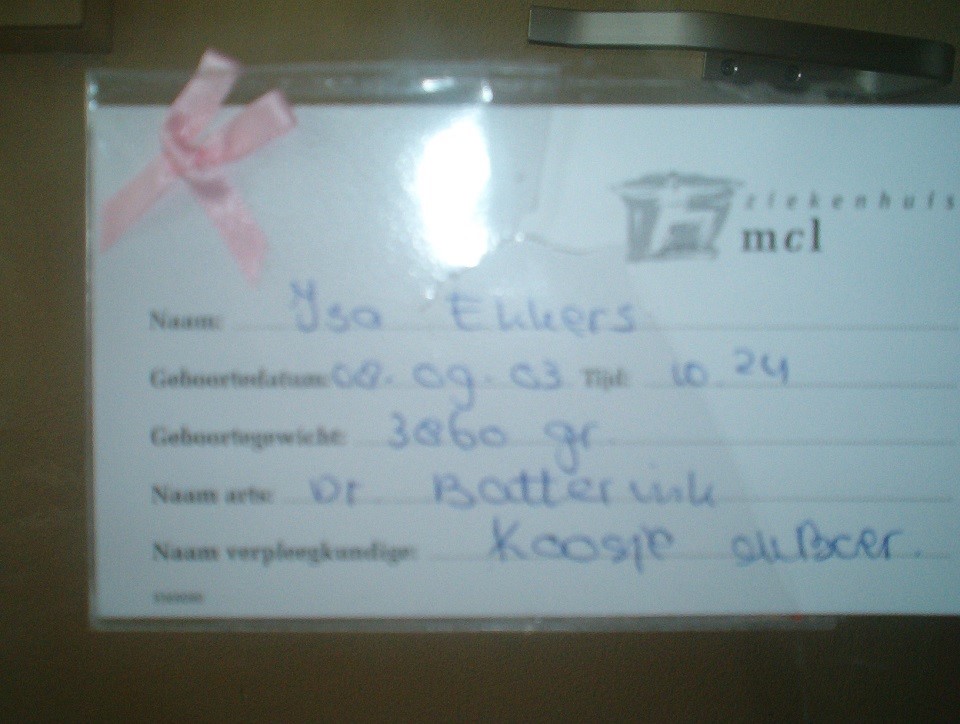 ziekenhuis
mcl
Naam: Ysa Ekkers
Geboortedatum: 08-09-03 Tijd: 10.24
Geboortegewicht: 3860 gr.
Naam arts: Dr. Batterink
Naam verpleegkundige: Koosje